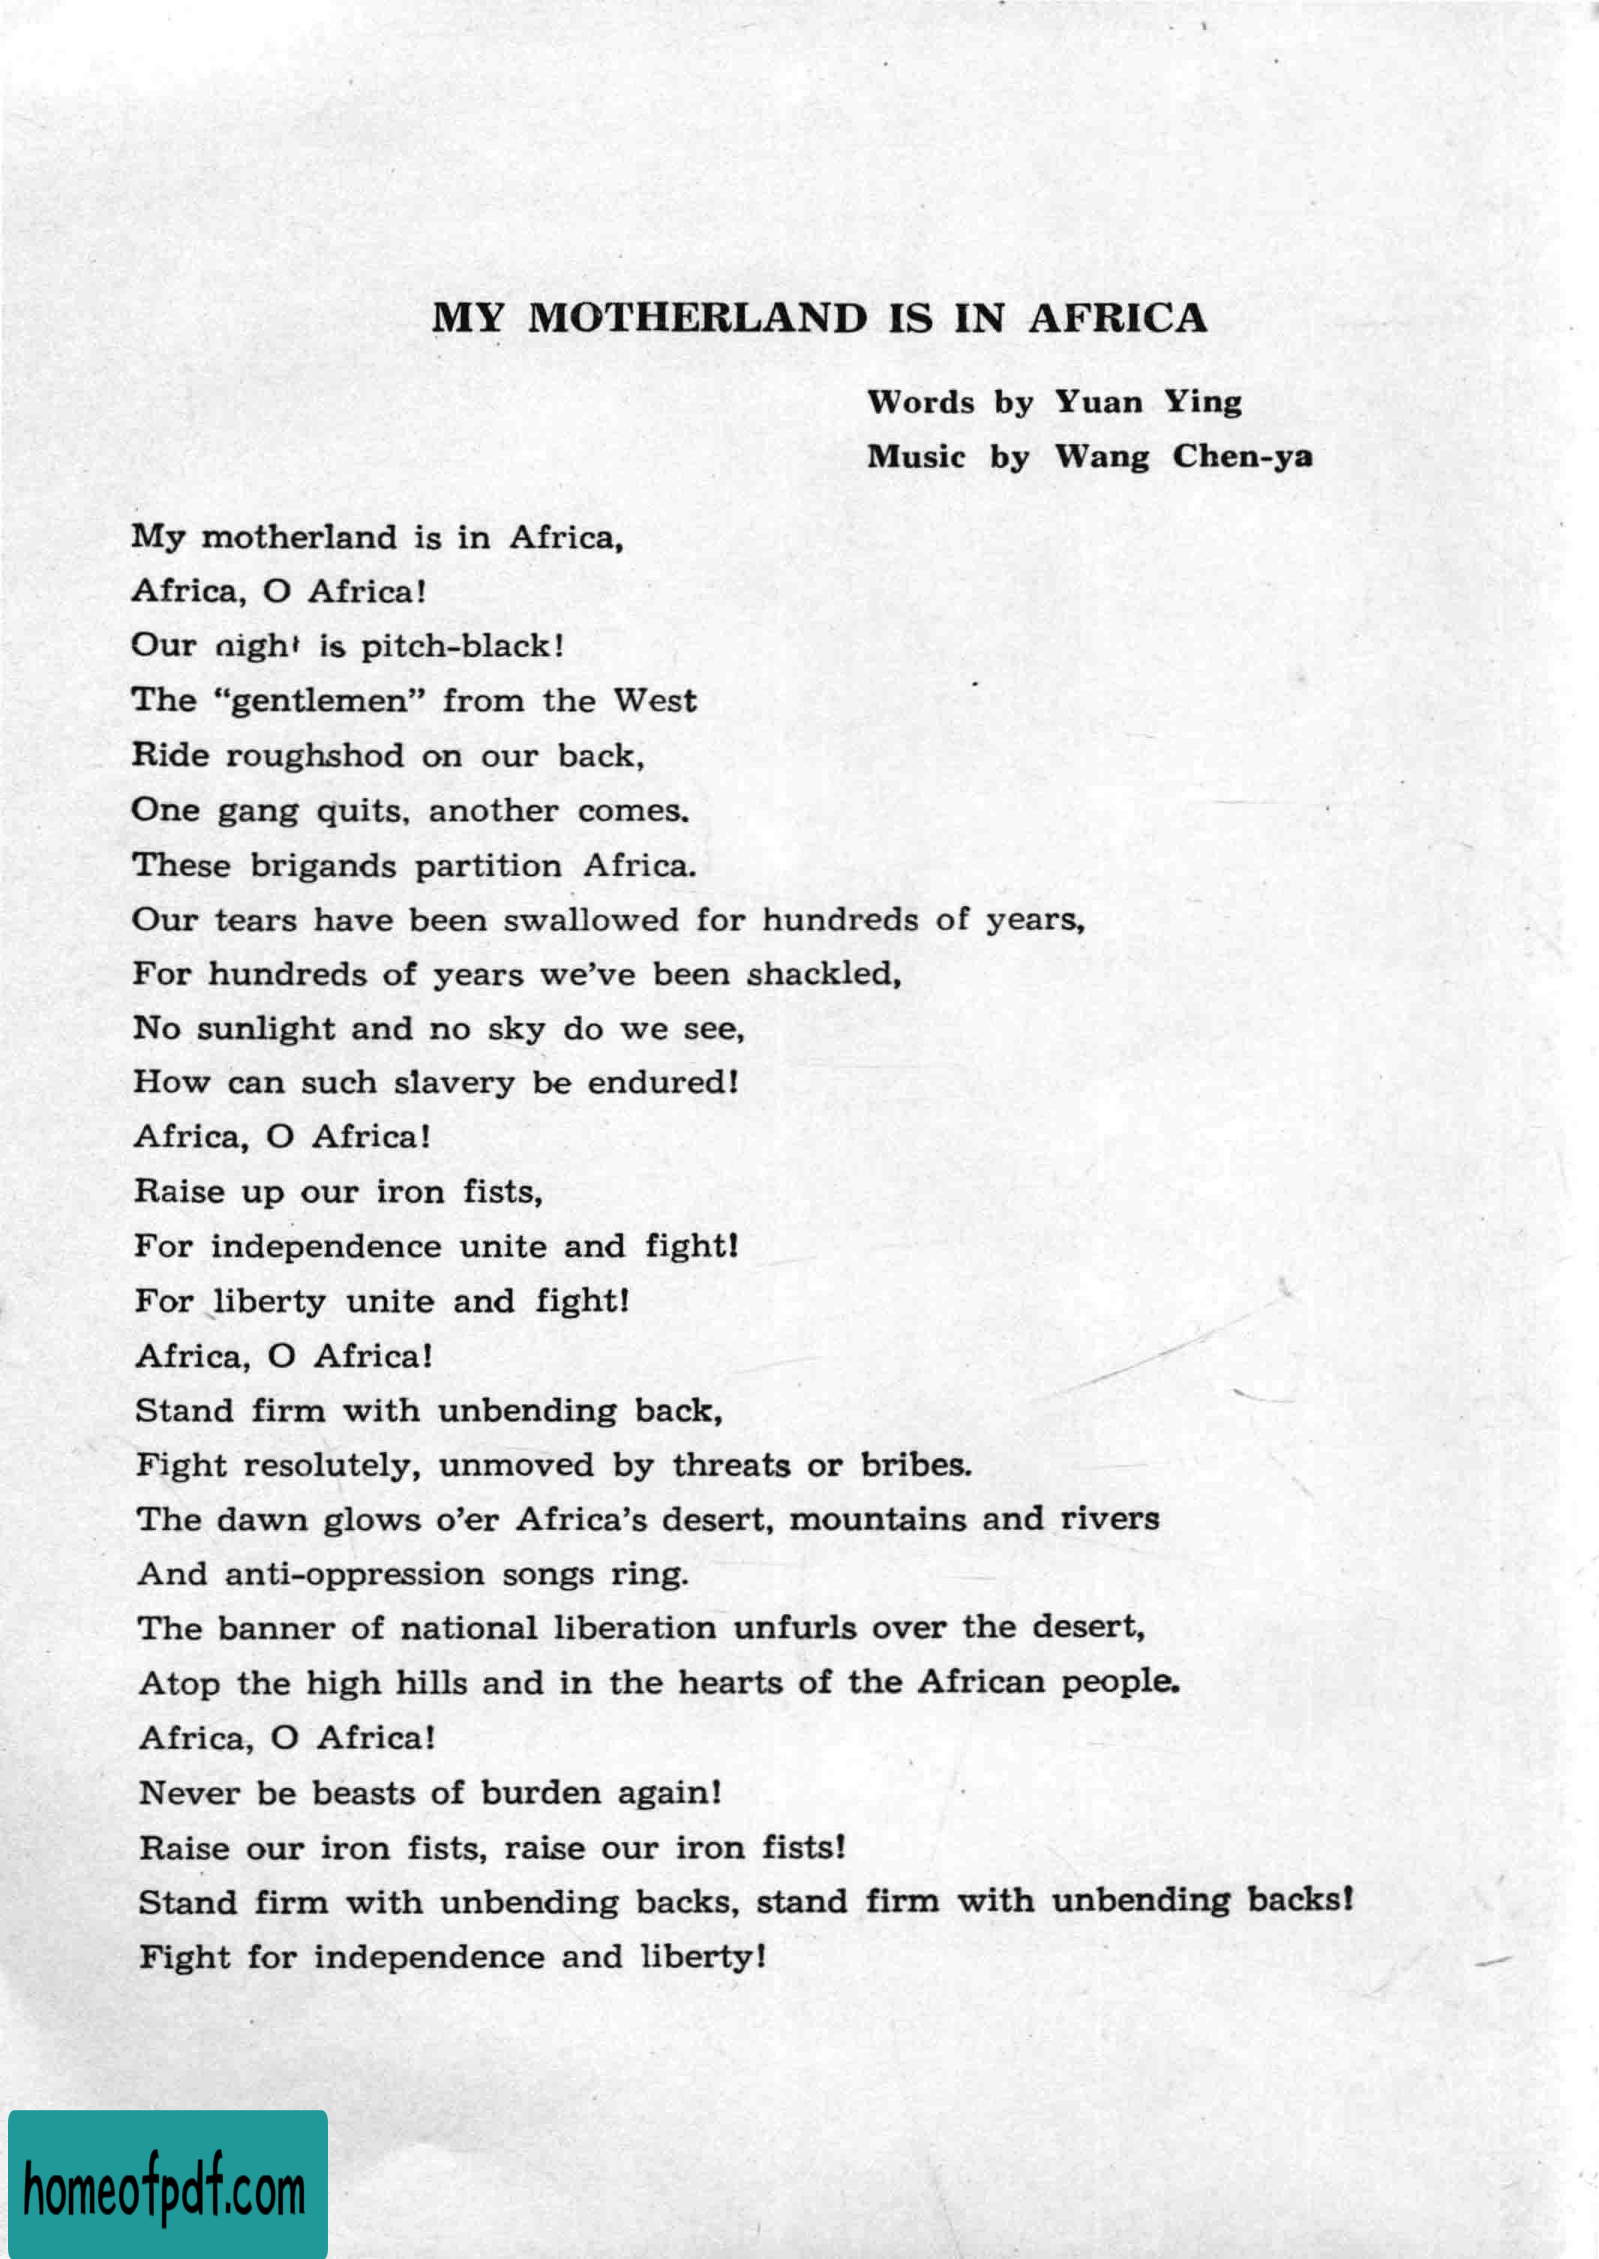 MY MOTHERLAND IS IN AFRICA
Words by Yuan Ying
Music by Wang Chen-ya
My motherland is in Africa,
Africa, O Africa!
Our night is pitch-black!
The “gentlemen” from the West
Ride roughshod on our back,
One gang quits, another comes.
These brigands partition Africa.
Our tears have been swallowed for hundreds of years,
For hundreds of years we’ve been shackled,
No sunlight and no sky do we see,
How can such slavery be endured!
Africa, O Africa!
Raise up our iron fists,
For independence unite and fight!
For liberty unite and fight!
Africa, O Africa!
Stand firm with unbending back,
Fight resolutely, unmoved by threats or bribes.
The dawn glows o’er Africa’s desert, mountains and rivers
And anti-oppression songs ring.
The banner of national liberation unfurls over the desert,
Atop the high hills and in the hearts of the African people.
Africa, O Africa!
Never be beasts of burden again!
Raise our iron fists, raise our iron fists!
Stand firm with unbending backs, stand firm with unbending backs!
Fight for independence and liberty!
homeofpdf.com